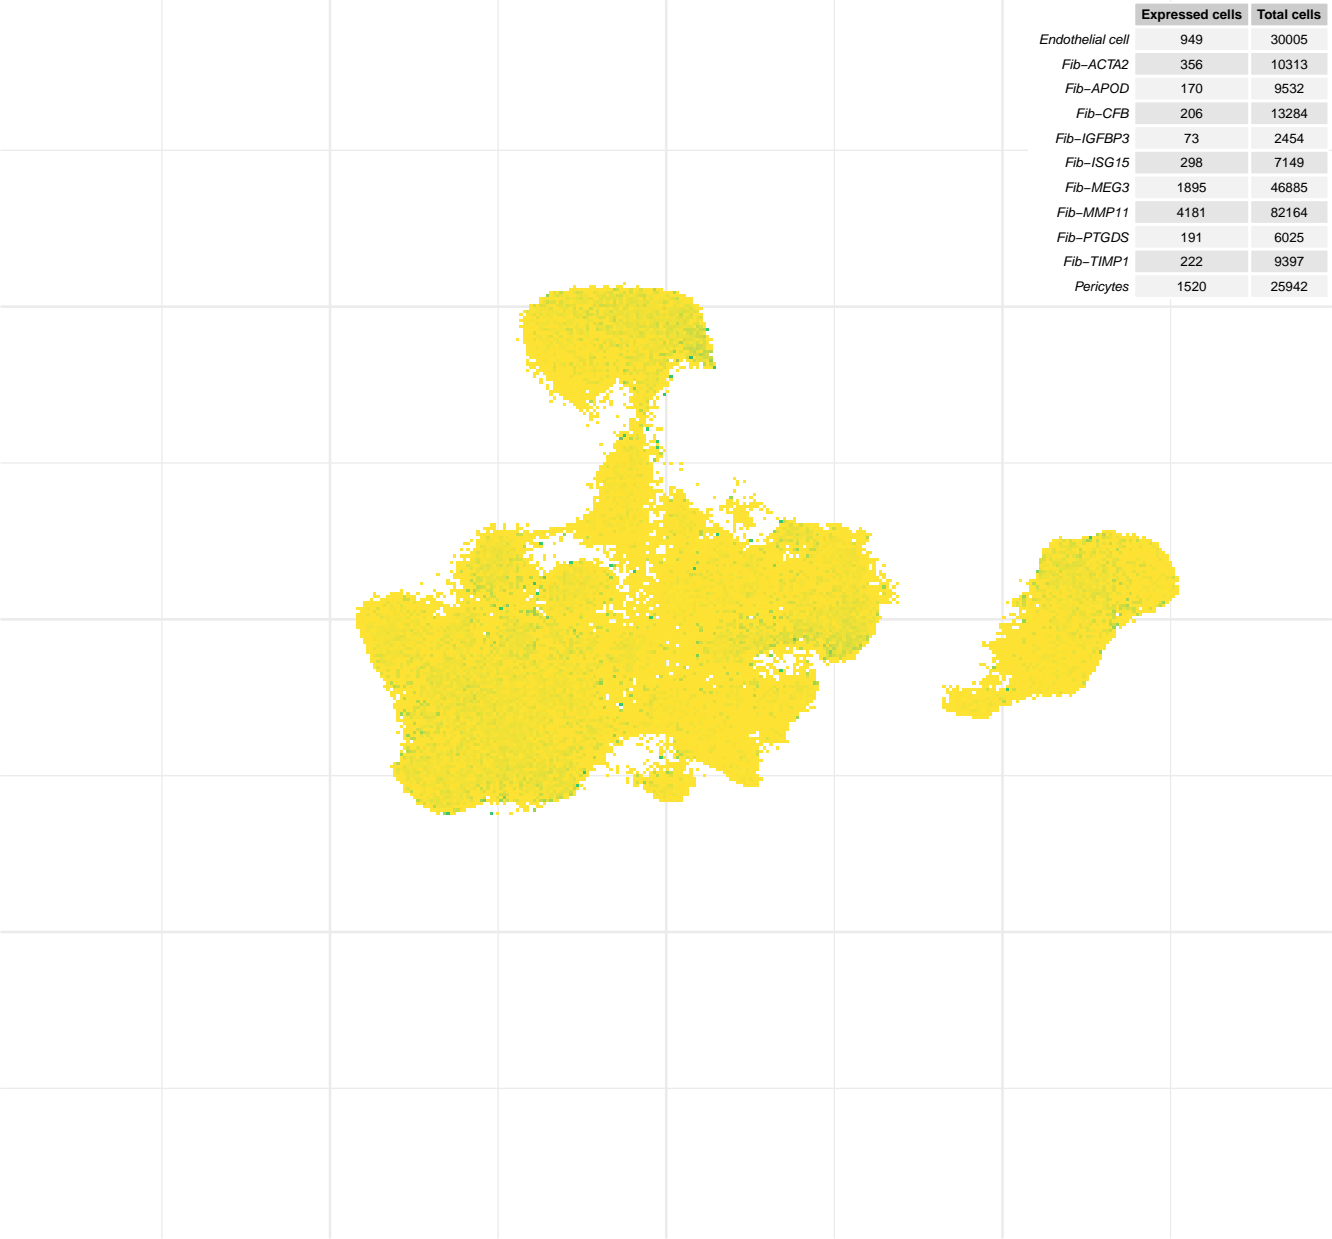 Expressed cells Total cells
Endothelial cell 949 30005
Fib−ACTA2 356 10313
Fib−APOD 170 9532
Fib−CFB 206 13284
Fib−IGFBP3 73 2454
Fib−ISG15 298 7149
Fib−MEG3 1895 46885
Fib−MMP11 4181 82164
Fib−PTGDS 191 6025
Fib−TIMP1 222 9397
Pericytes 1520 25942